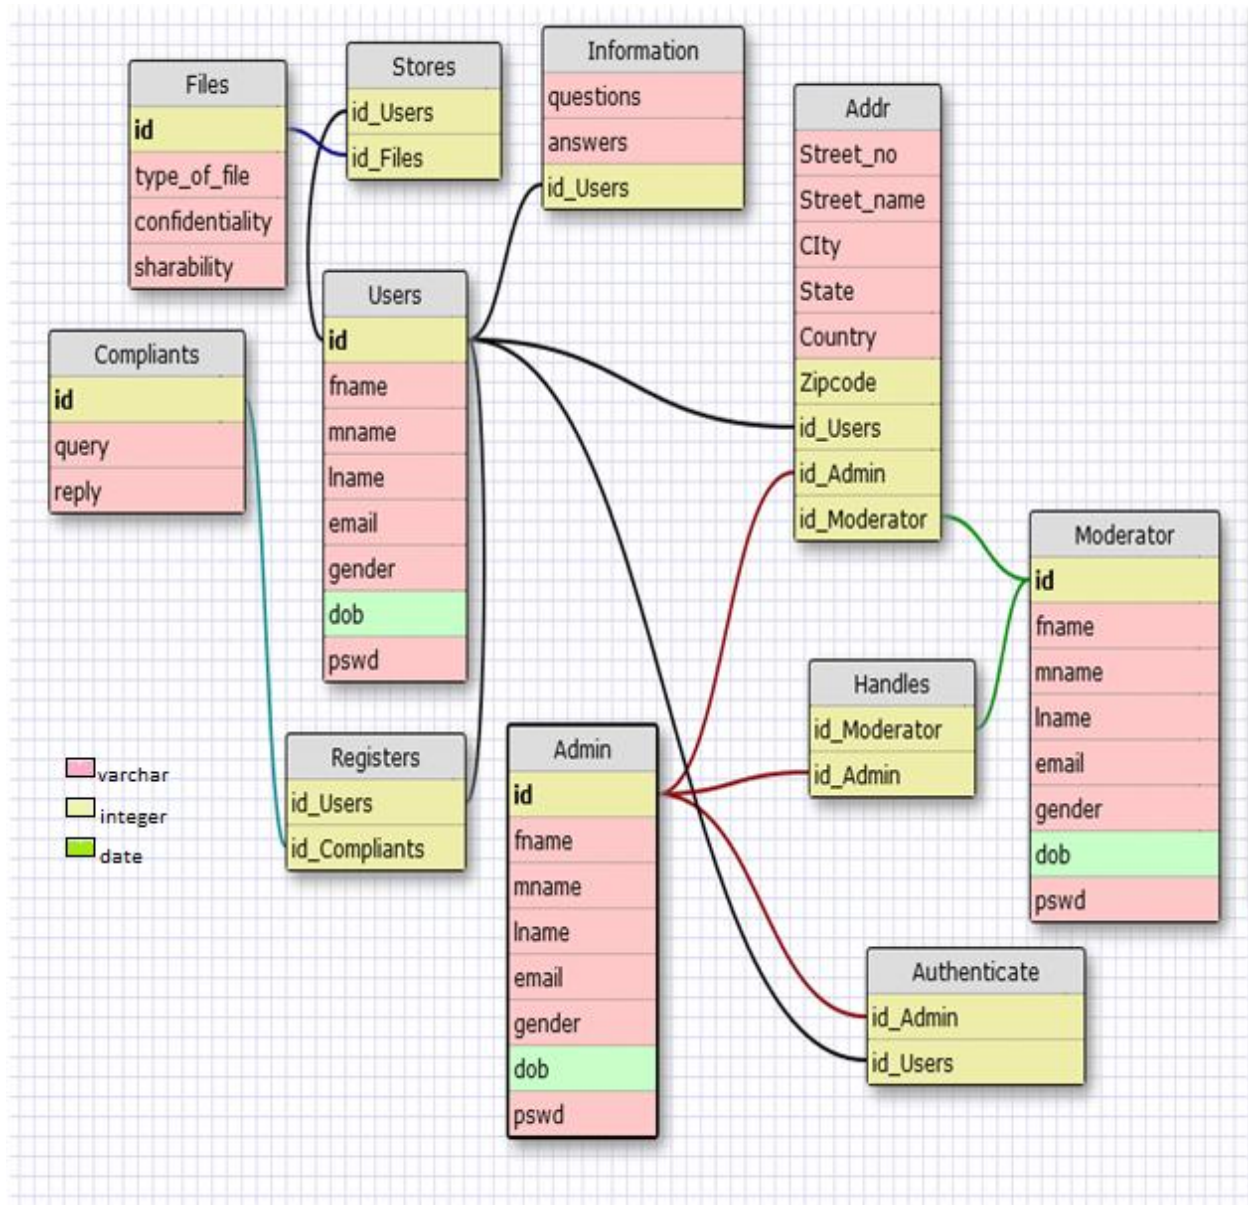 Files
id
type_of_file
confidentiality
sharability
Stores
id_Users
id_Files
Information
questions
answers
id_Users
Addr
Street_no
Street_name
CIty
State
Country
Zipcode
id_Users
id_Admin
id_Moderator
Users
id
fname
mname
lname
email
gender
dob
pswd
Compliants
id
query
reply
Moderator
id
fname
mname
lname
email
gender
dob
pswd
Handles
id_Moderator
id_Admin
Registers
id_Users
id_Compliants
Admin
id
fname
mname
lname
email
gender
dob
pswd
varchar
integer
date
Authenticate
id_Admin
id_Users